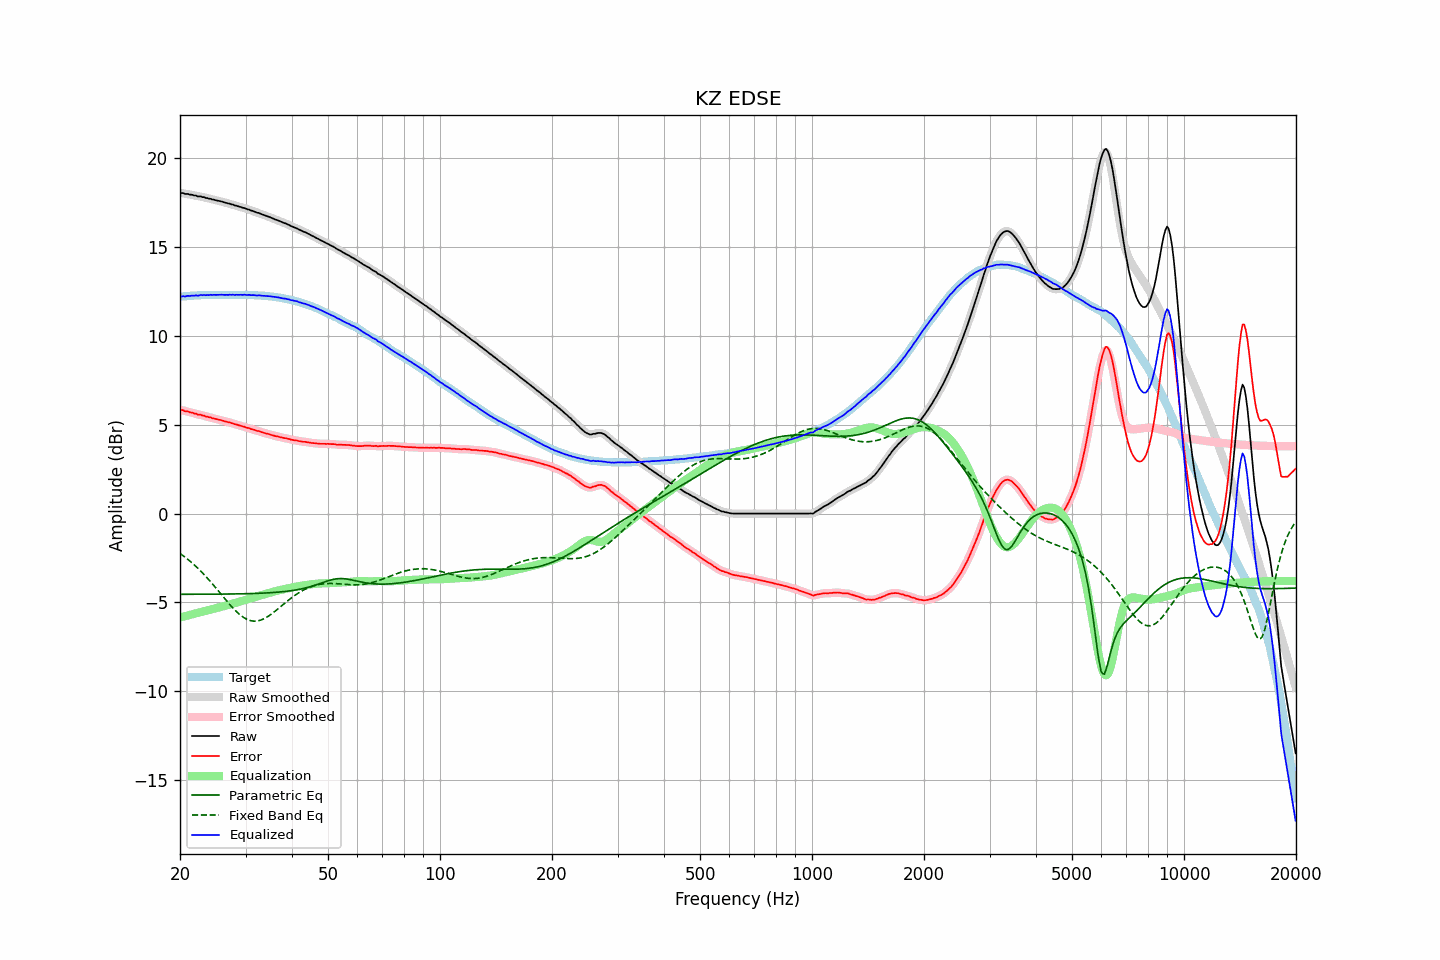 KZ EDSE
Amplitude (dBr)
20
15
10
5
0
−5
−10
−15
Target
Raw Smoothed
Error Smoothed
Raw
Error
Equalization
Parametric Eq
Fixed Band Eq
Equalized
20 50 100 200 500 1000 2000 5000 10000 20000
Frequency (Hz)